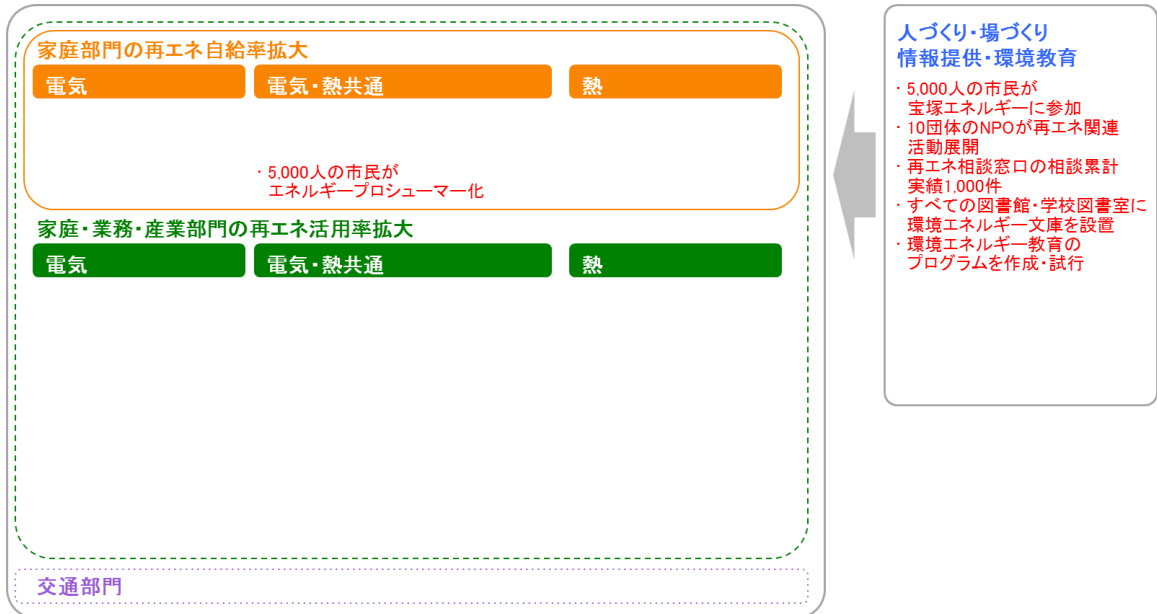 家庭部門の再エネ自給率拡大
電気
電気・熱共通
熱
・5,000人の市民が
エネルギープロシューマー化
家庭・業務・産業部門の再エネ活用率拡大
電気
電気・熱共通
熱
交通部門
人づくり・場づくり
情報提供・環境教育
・5,000人の市民が
宝塚エネルギーに参加
・10団体のNPOが再エネ関連
活動展開
・再エネ相談窓口の相談累計
実績1,000件
・すべての図書館・学校図書室に
環境エネルギー文庫を設置
・環境エネルギー教育の
プログラムを作成・試行